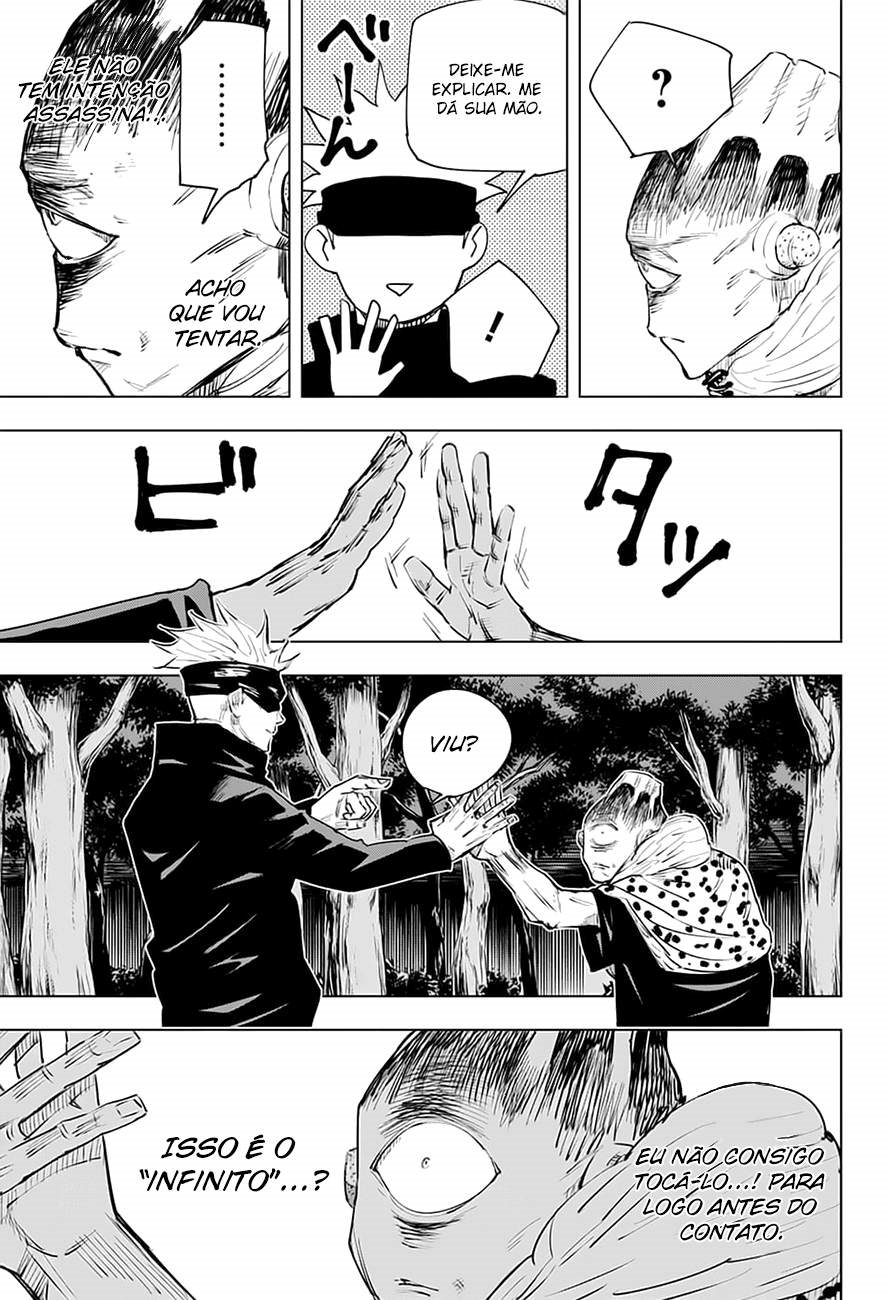 ?
DEIXE-ME
EXPLICAR. ME
DÁ SUA MÃO.
べーん
!
.........
ELE NÃO
TEM INTENÇÃO
ASSASSINA...
ACHO
QUE VOU
TENTAR.
タッ
ビ
VIU?
EU NÃO CONSIGO
TOCÁ-LO...! PARA
LOGO ANTES DO
CONTATO.
ISSO É O
“INFINITO”...?